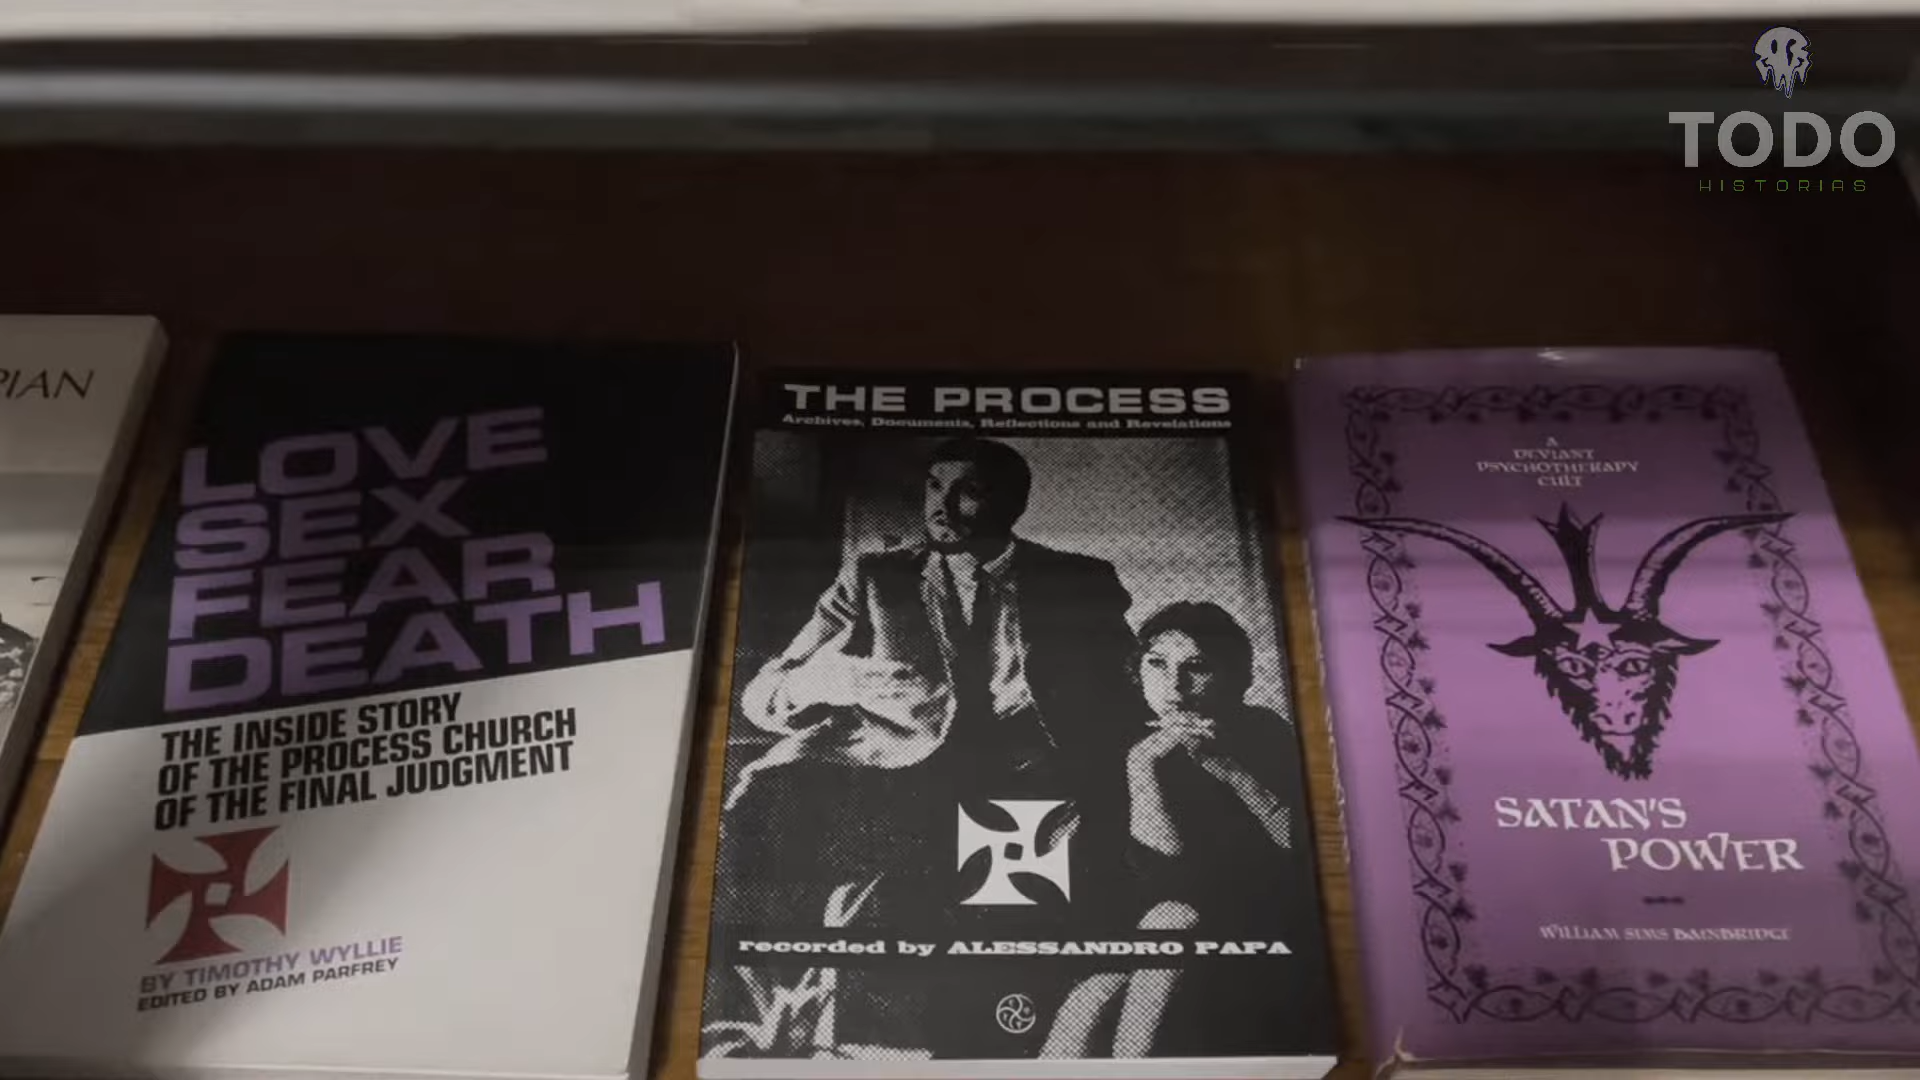 TODO
HISTORIAS
PIAN
LOVE
SEX
FEAR
DEATH
THE INSIDE STORY
OF THE PROCESS CHURCH
OF THE FINAL JUDGMENT
BY TIMOTHY WYLLIE
EDITED BY ADAM PARFREY
THE PROCESS
Archives, Documents, Reflections and Revelations
recorded by ALESSANDRO PAPA
A
DEVIANT
PSYCHOTHERAPY
CULT
SATAN'S
POWER
WILLIAM SIMS BAINBRIDGE